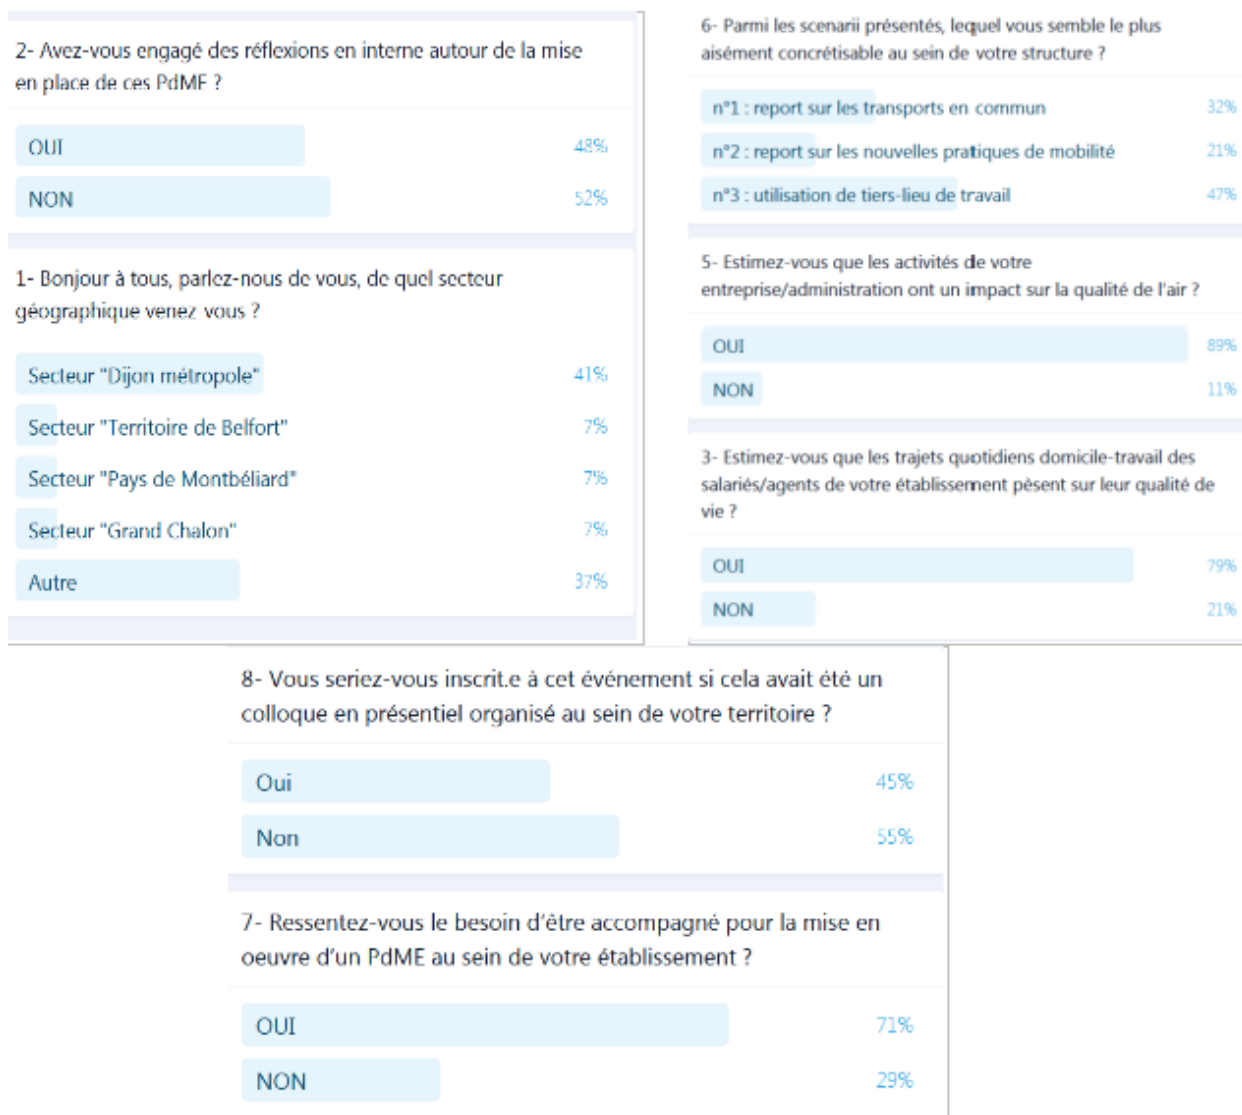 2- Avez-vous engagé des réflexions en interne autour de la mise
en place de ces PdME ?
OUI 48%
NON 52%
1- Bonjour à tous, parlez-nous de vous, de quel secteur
géographique venez vous ?
Secteur "Dijon métropole" 41%
Secteur "Territoire de Belfort" 7%
Secteur "Pays de Montbéliard" 7%
Secteur "Grand Chalon" 7%
Autre 37%
6- Parmi les scenarii présentés, lequel vous semble le plus
aisément concrétisable au sein de votre structure ?
n°1 : report sur les transports en commun 32%
n°2 : report sur les nouvelles pratiques de mobilité 21%
n°3 : utilisation de tiers-lieu de travail 47%
5- Estimez-vous que les activités de votre
entreprise/administration ont un impact sur la qualité de l'air ?
OUI 89%
NON 11%
3- Estimez-vous que les trajets quotidiens domicile-travail des
salariés/agents de votre établissement pèsent sur leur qualité de
vie ?
OUI 79%
NON 21%
8- Vous seriez-vous inscrit.e à cet événement si cela avait été un
colloque en présentiel organisé au sein de votre territoire ?
Oui 45%
Non 55%
7- Ressentez-vous le besoin d'être accompagné pour la mise en
oeuvre d'un PdME au sein de votre établissement ?
OUI 71%
NON 29%